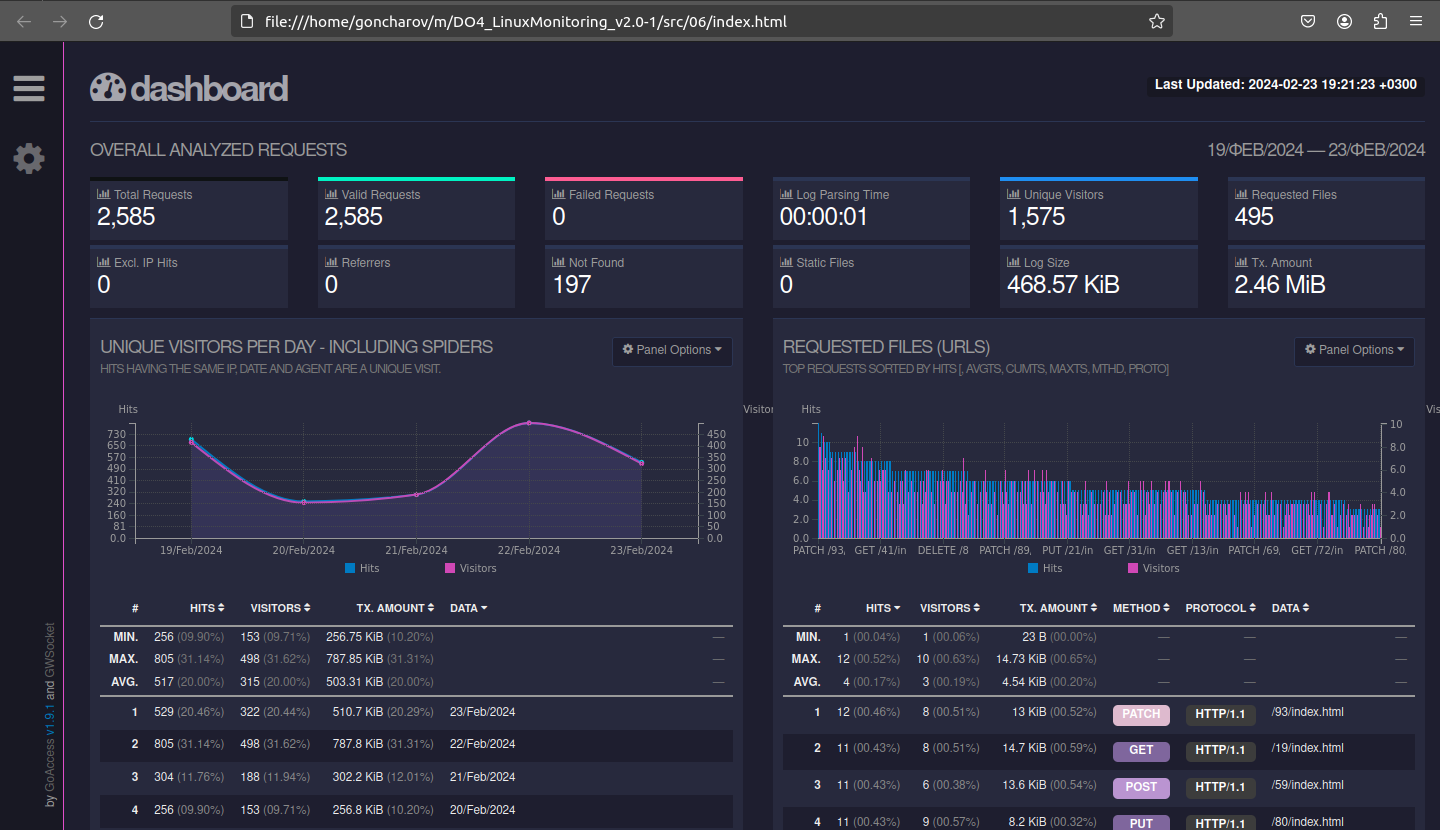 file:///home/goncharov/m/DO4_LinuxMonitoring_v2.0-1/src/06/index.html
dashboard
Last Updated: 2024-02-23 19:21:23 +0300
OVERALL ANALYZED REQUESTS
19/ФЕВ/2024 — 23/ФЕВ/2024
Total Requests
2,585
Valid Requests
2,585
Failed Requests
0
Log Parsing Time
00:00:01
Unique Visitors
1,575
Requested Files
495
Excl. IP Hits
0
Referrers
0
Not Found
197
Static Files
0
Log Size
468.57 KiB
Tx. Amount
2.46 MiB
UNIQUE VISITORS PER DAY - INCLUDING SPIDERS
Panel Options
HITS HAVING THE SAME IP, DATE AND AGENT ARE A UNIQUE VISIT.
Hits
Visitor
730
650
570
490
410
320
240
160
81
0.0
450
400
350
300
250
200
150
100
50
0.0
19/Feb/2024 20/Feb/2024 21/Feb/2024 22/Feb/2024 23/Feb/2024
Hits Visitors
# HITS VISITORS TX. AMOUNT DATA
MIN. 256 (09.90%) 153 (09.71%) 256.75 KiB (10.20%) —
MAX. 805 (31.14%) 498 (31.62%) 787.85 KiB (31.31%) —
AVG. 517 (20.00%) 315 (20.00%) 503.31 KiB (20.00%) —
1 529 (20.46%) 322 (20.44%) 510.7 KiB (20.29%) 23/Feb/2024
2 805 (31.14%) 498 (31.62%) 787.8 KiB (31.31%) 22/Feb/2024
3 304 (11.76%) 188 (11.94%) 302.2 KiB (12.01%) 21/Feb/2024
4 256 (09.90%) 153 (09.71%) 256.8 KiB (10.20%) 20/Feb/2024
REQUESTED FILES (URLS)
Panel Options
TOP REQUESTS SORTED BY HITS [, AVGTS, CUMTS, MAXTS, MTHD, PROTO]
Hits
Vis
10
8.0
6.0
4.0
2.0
0.0
10
8.0
6.0
4.0
2.0
0.0
PATCH /93, GET /41/in DELETE /8 PATCH /89, PUT /21/in GET /31/in GET /13/in PATCH /69, GET /72/in PATCH /80,
Hits Visitors
# HITS VISITORS TX. AMOUNT METHOD PROTOCOL DATA
MIN. 1 (00.04%) 1 (00.06%) 23 B (00.00%) — — —
MAX. 12 (00.52%) 10 (00.63%) 14.73 KiB (00.65%) — — —
AVG. 4 (00.17%) 3 (00.19%) 4.54 KiB (00.20%) — — —
1 12 (00.46%) 8 (00.51%) 13 KiB (00.52%) PATCH HTTP/1.1 /93/index.html
2 11 (00.43%) 8 (00.51%) 14.7 KiB (00.59%) GET HTTP/1.1 /19/index.html
3 11 (00.43%) 6 (00.38%) 13.6 KiB (00.54%) POST HTTP/1.1 /59/index.html
4 11 (00.43%) 9 (00.57%) 8.2 KiB (00.32%) PUT HTTP/1.1 /80/index.html
by GoAccess v1.9.1 and GWSocket